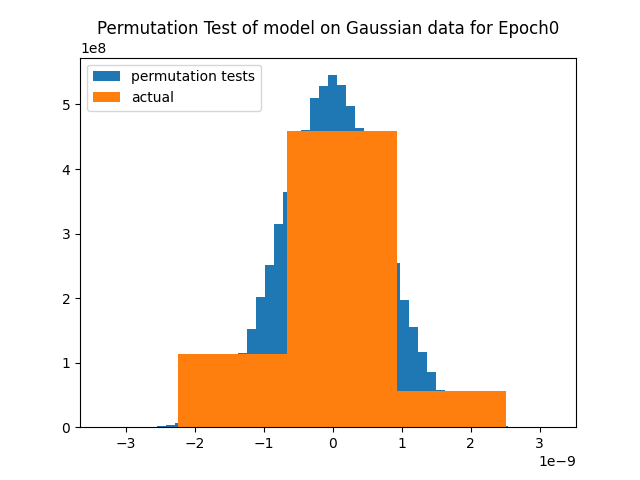 Permutation Test of model on Gaussian data for Epoch0
1e8
permutation tests
actual
5
4
3
2
1
0
−3 −2 −1 0 1 2 3
1e−9